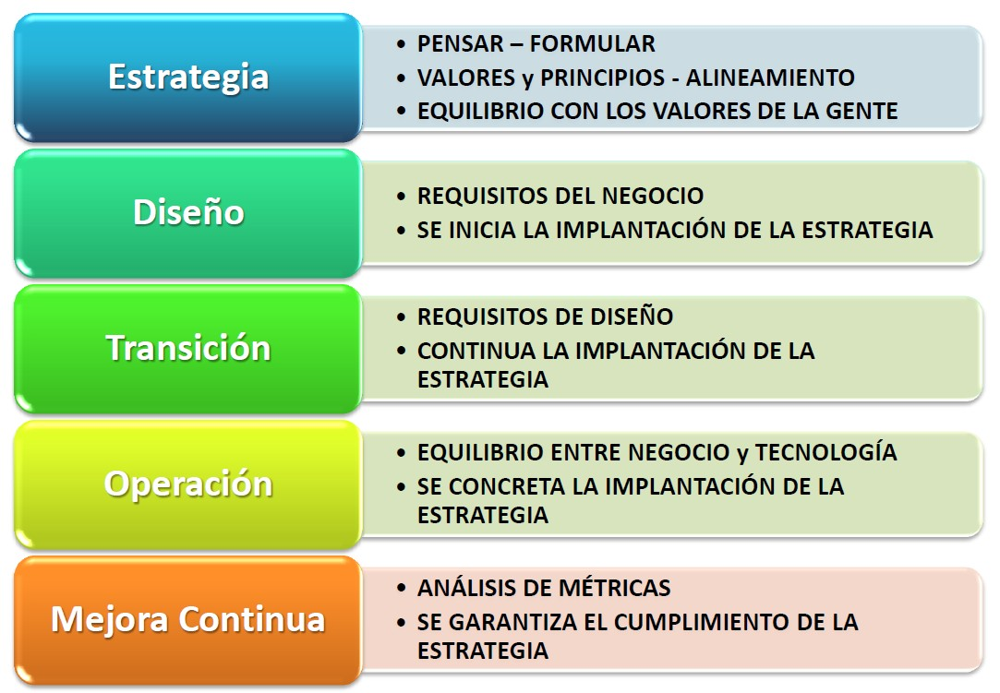 Estrategia
• PENSAR – FORMULAR
• VALORES y PRINCIPIOS - ALINEAMIENTO
• EQUILIBRIO CON LOS VALORES DE LA GENTE
Diseño
• REQUISITOS DEL NEGOCIO
• SE INICIA LA IMPLANTACIÓN DE LA ESTRATEGIA
Transición
• REQUISITOS DE DISEÑO
• CONTINUA LA IMPLANTACIÓN DE LA
ESTRATEGIA
Operación
• EQUILIBRIO ENTRE NEGOCIO y TECNOLOGÍA
• SE CONCRETA LA IMPLANTACIÓN DE LA
ESTRATEGIA
Mejora Continua
• ANÁLISIS DE MÉTRICAS
• SE GARANTIZA EL CUMPLIMIENTO DE LA
ESTRATEGIA